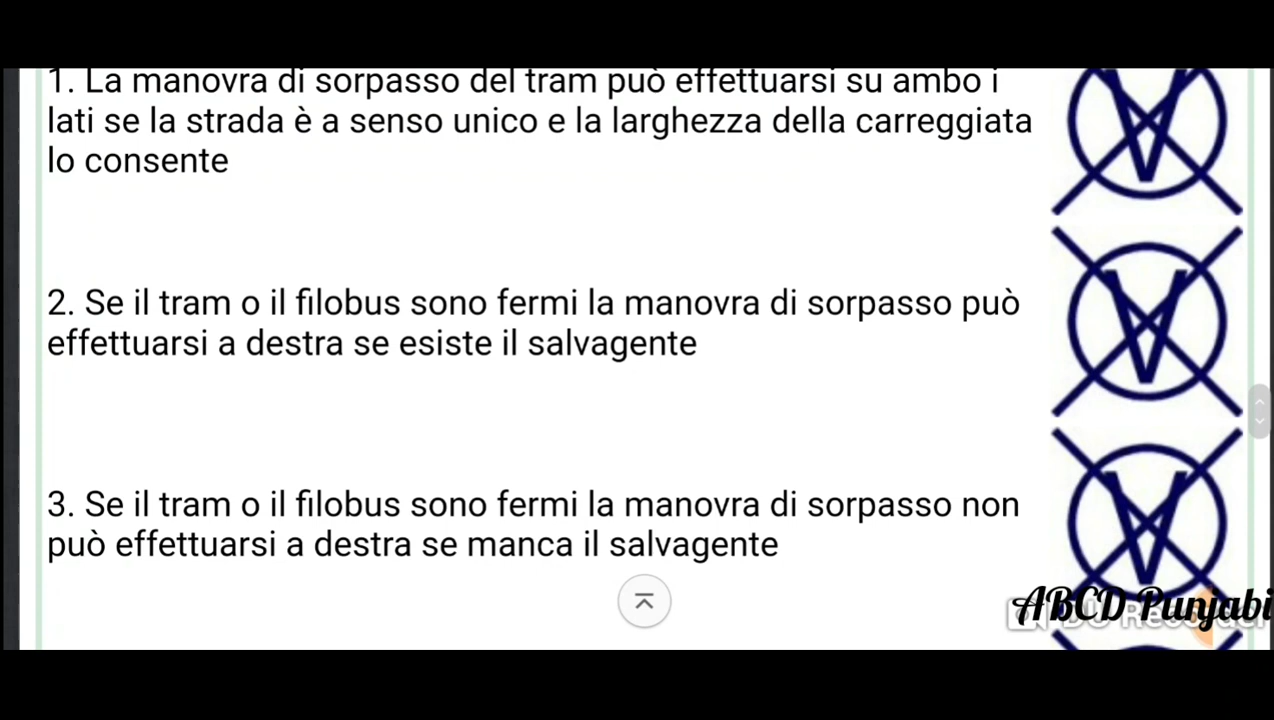 1. La manovra di sorpasso del tram può effettuarsi su ambo i
lati se la strada è a senso unico e la larghezza della carreggiata
lo consente
V
2. Se il tram o il filobus sono fermi la manovra di sorpasso può
effettuarsi a destra se esiste il salvagente
V
3. Se il tram o il filobus sono fermi la manovra di sorpasso non
può effettuarsi a destra se manca il salvagente
V
ABCD Punjabi